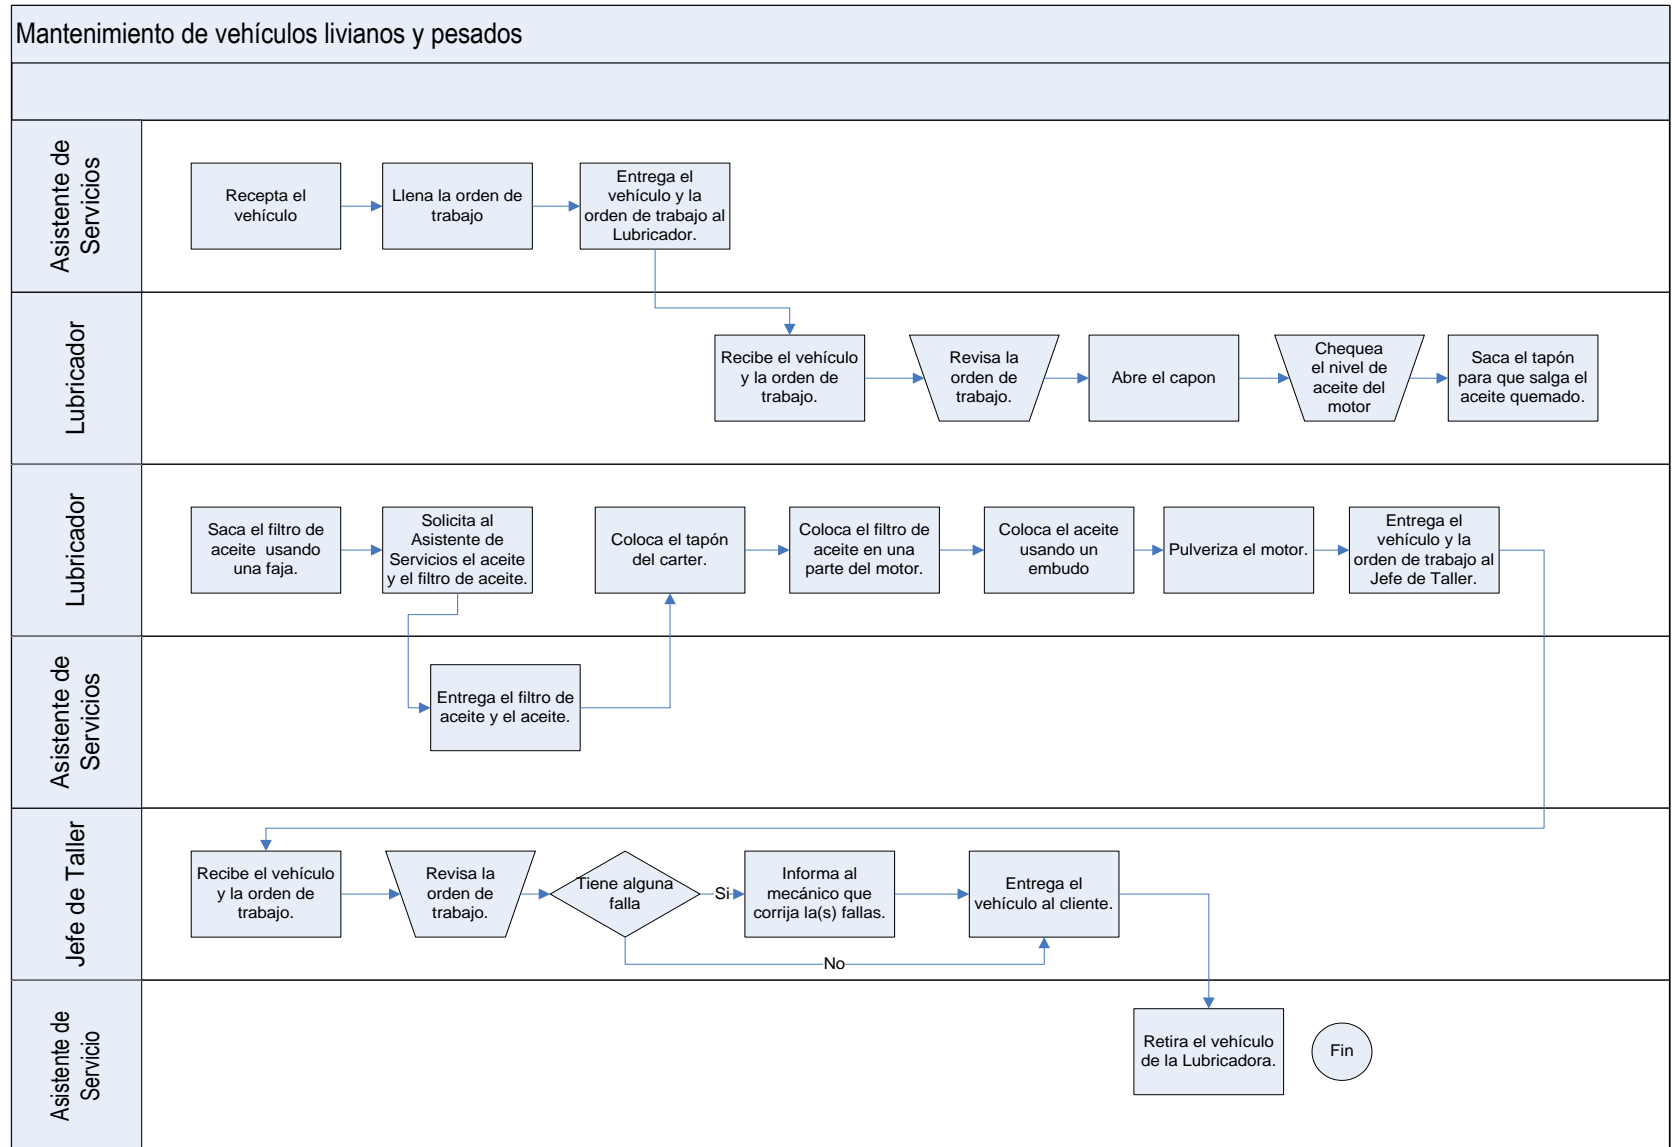 Mantenimiento de vehículos livianos y pesados
Asistente de
Servicios
Recepta el
vehículo
Llena la orden de
trabajo
Entrega el
vehículo y la
orden de trabajo al
Lubricador.
Lubricador
Recibe el vehículo
y la orden de
trabajo.
Revisa la
orden de
trabajo.
Abre el capon
Chequea
el nivel de
aceite del
motor
Saca el tapón
para que salga el
aceite quemado.
Lubricador
Saca el filtro de
aceite usando
una faja.
Solicita al
Asistente de
Servicios el aceite
y el filtro de aceite.
Coloca el tapón
del carter.
Coloca el filtro de
aceite en una
parte del motor.
Coloca el aceite
usando un
embudo
Pulveriza el motor.
Entrega el
vehículo y la
orden de trabajo al
Jefe de Taller.
Asistente de
Servicios
Entrega el filtro de
aceite y el aceite.
Jefe de Taller
Recibe el vehículo
y la orden de
trabajo.
Revisa la
orden de
trabajo.
Tiene alguna
falla
Si
Informa al
mecánico que
corrija la(s) fallas.
Entrega el
vehículo al cliente.
No
Asistente de
Servicio
Retira el vehículo
de la Lubricadora.
Fin